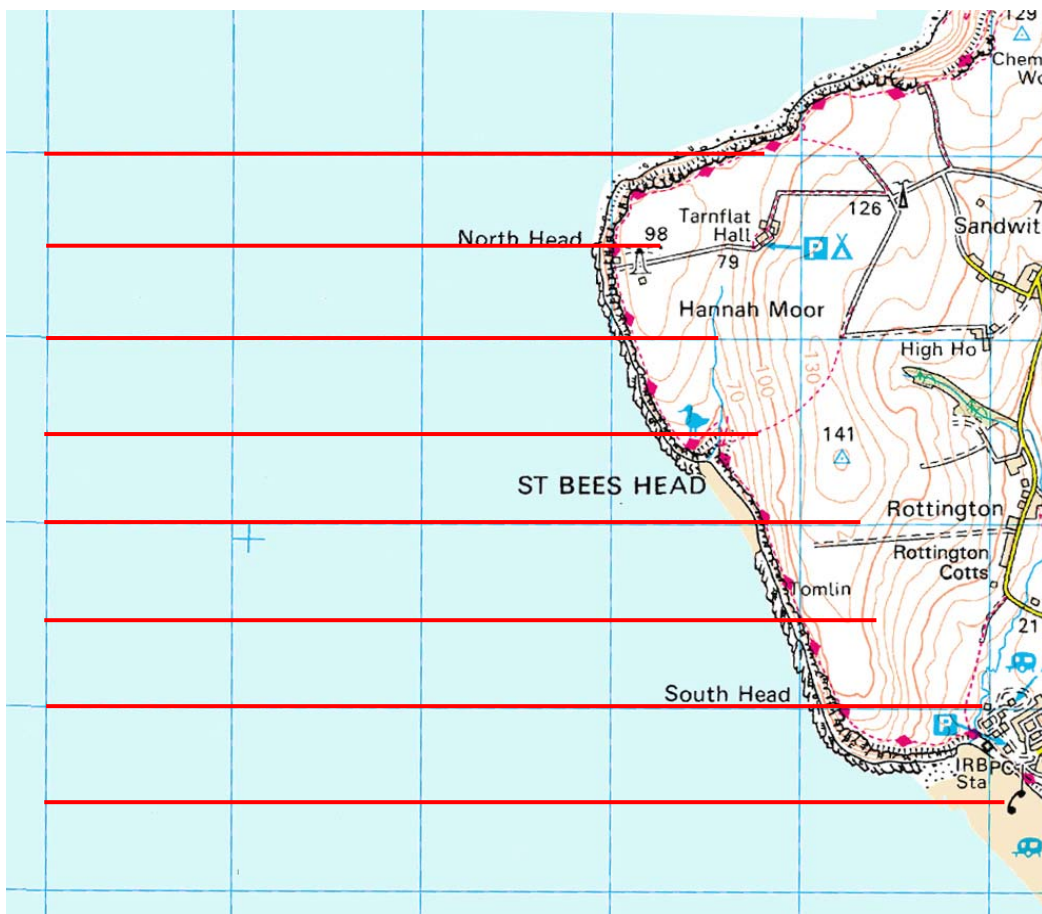 129
Chem
Wo
126
Tarnflat
Hall
98
North Head
79
P
Sandwit
7
Hannah Moor
High Ho
70
100
130
141
ST BEES HEAD
Rottington
Rottington
Cotts
Tomlin
21
South Head
P
IRB
PC
Sta